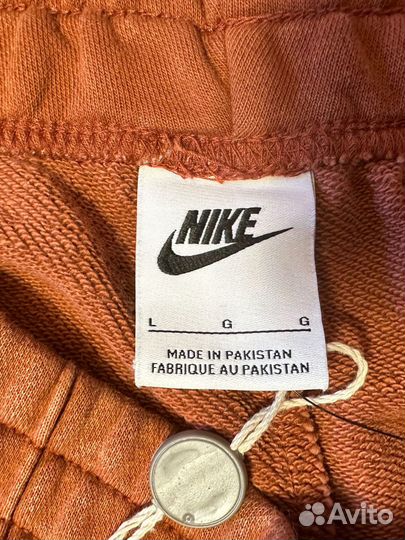 NIKE
L G G
MADE IN PAKISTAN
FABRIQUE AU PAKISTAN
Avito